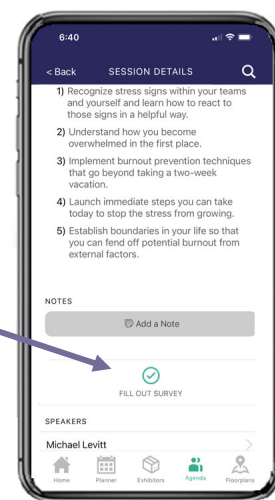 6:40
< Back SESSION DETAILS
1) Recognize stress signs within your teams
and yourself and learn how to react to
those signs in a helpful way.
2) Understand how you become
overwhelmed in the first place.
3) Implement burnout prevention techniques
that go beyond taking a two-week
vacation.
4) Launch immediate steps you can take
today to stop the stress from growing.
5) Establish boundaries in your life so that
you can fend off potential burnout from
external factors.
NOTES
Add a Note
FILL OUT SURVEY
SPEAKERS
Michael Levitt
Home Planner Exhibitors Agenda Floorplans